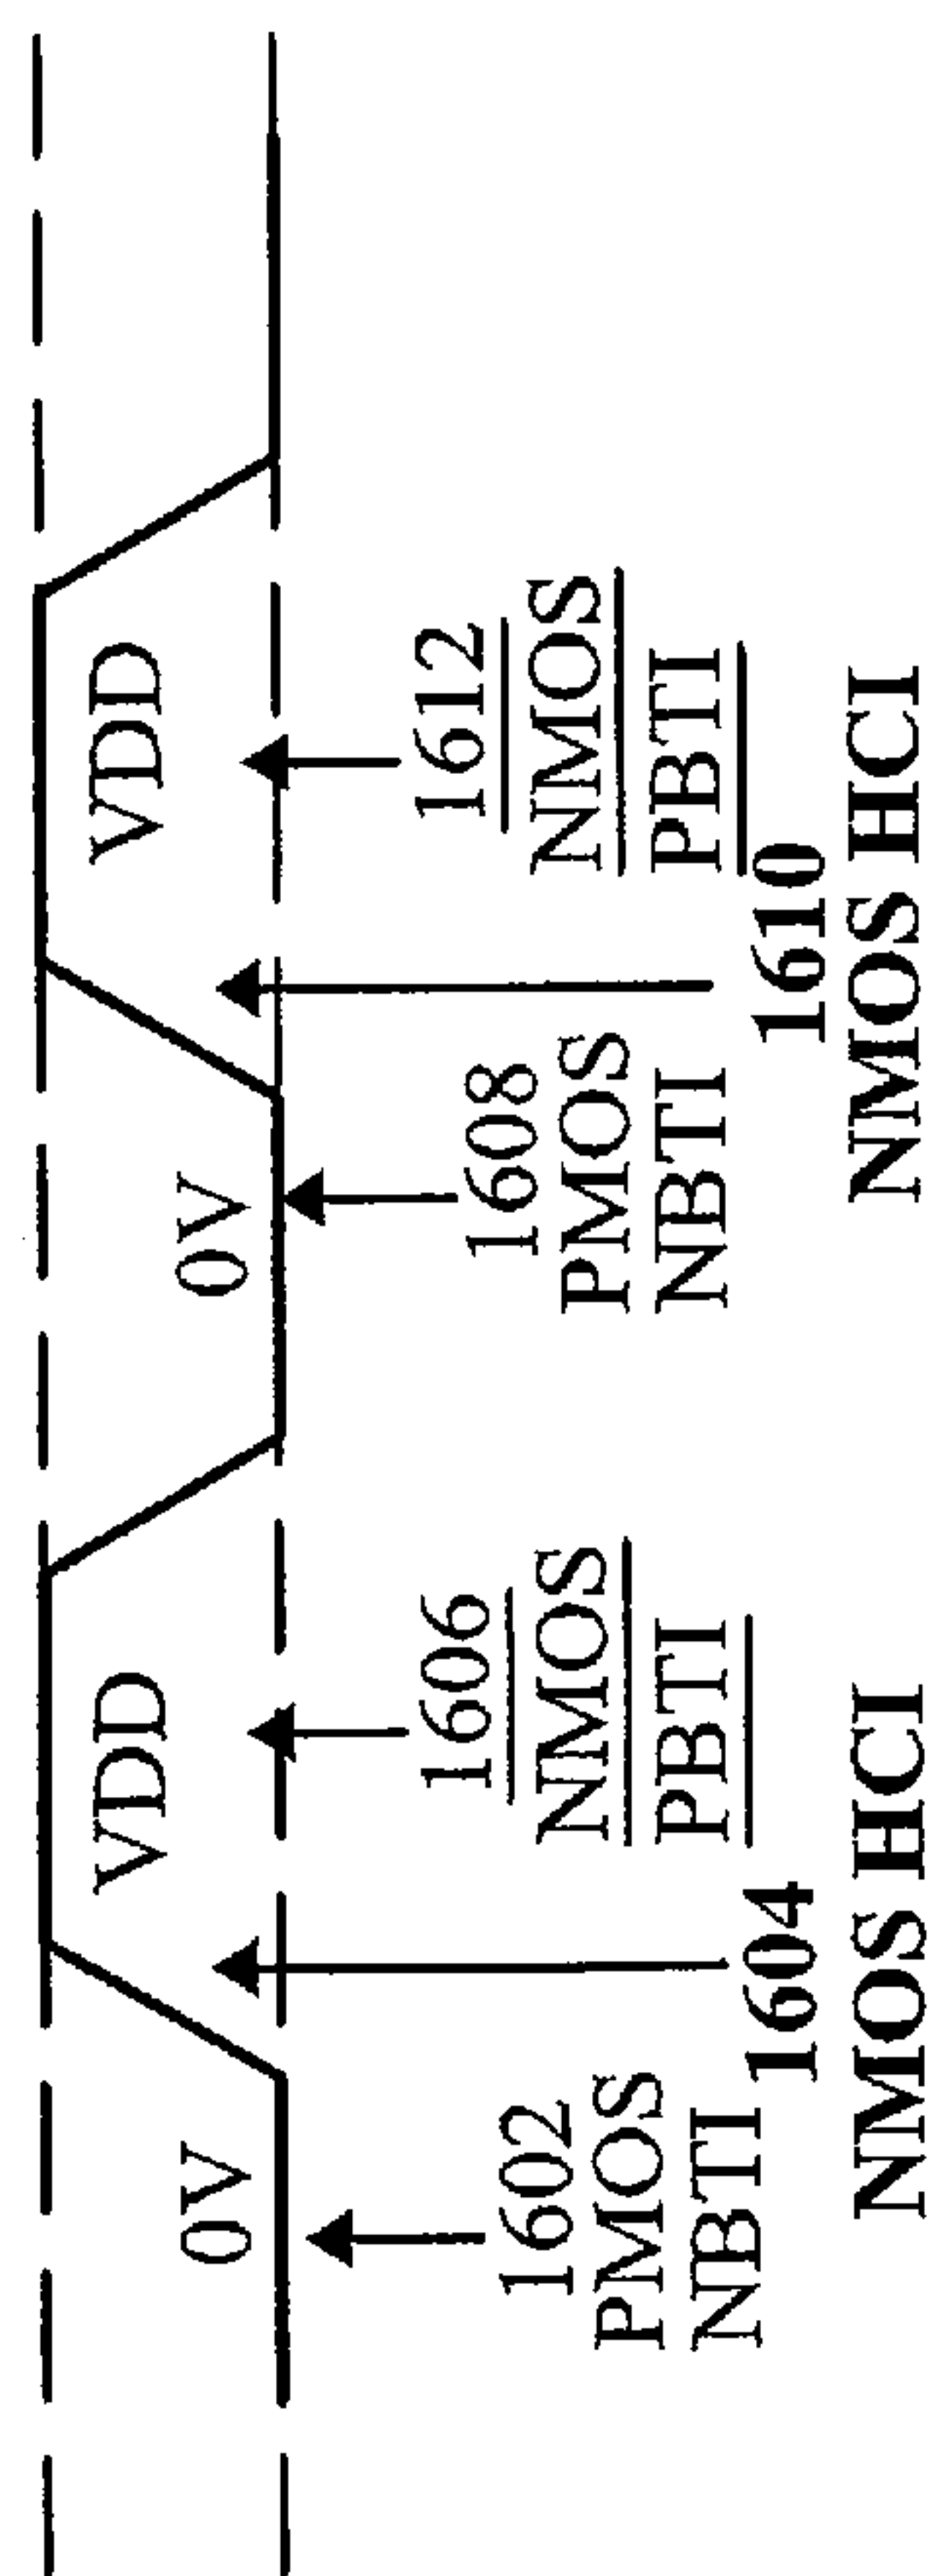 0V
VDD
0V
VDD
1602
PMOS
NBTI
1604
NMOS HCI
1606
NMOS
PBTI
1608
PMOS
NBTI
1610
NMOS HCI
1612
NMOS
PBTI